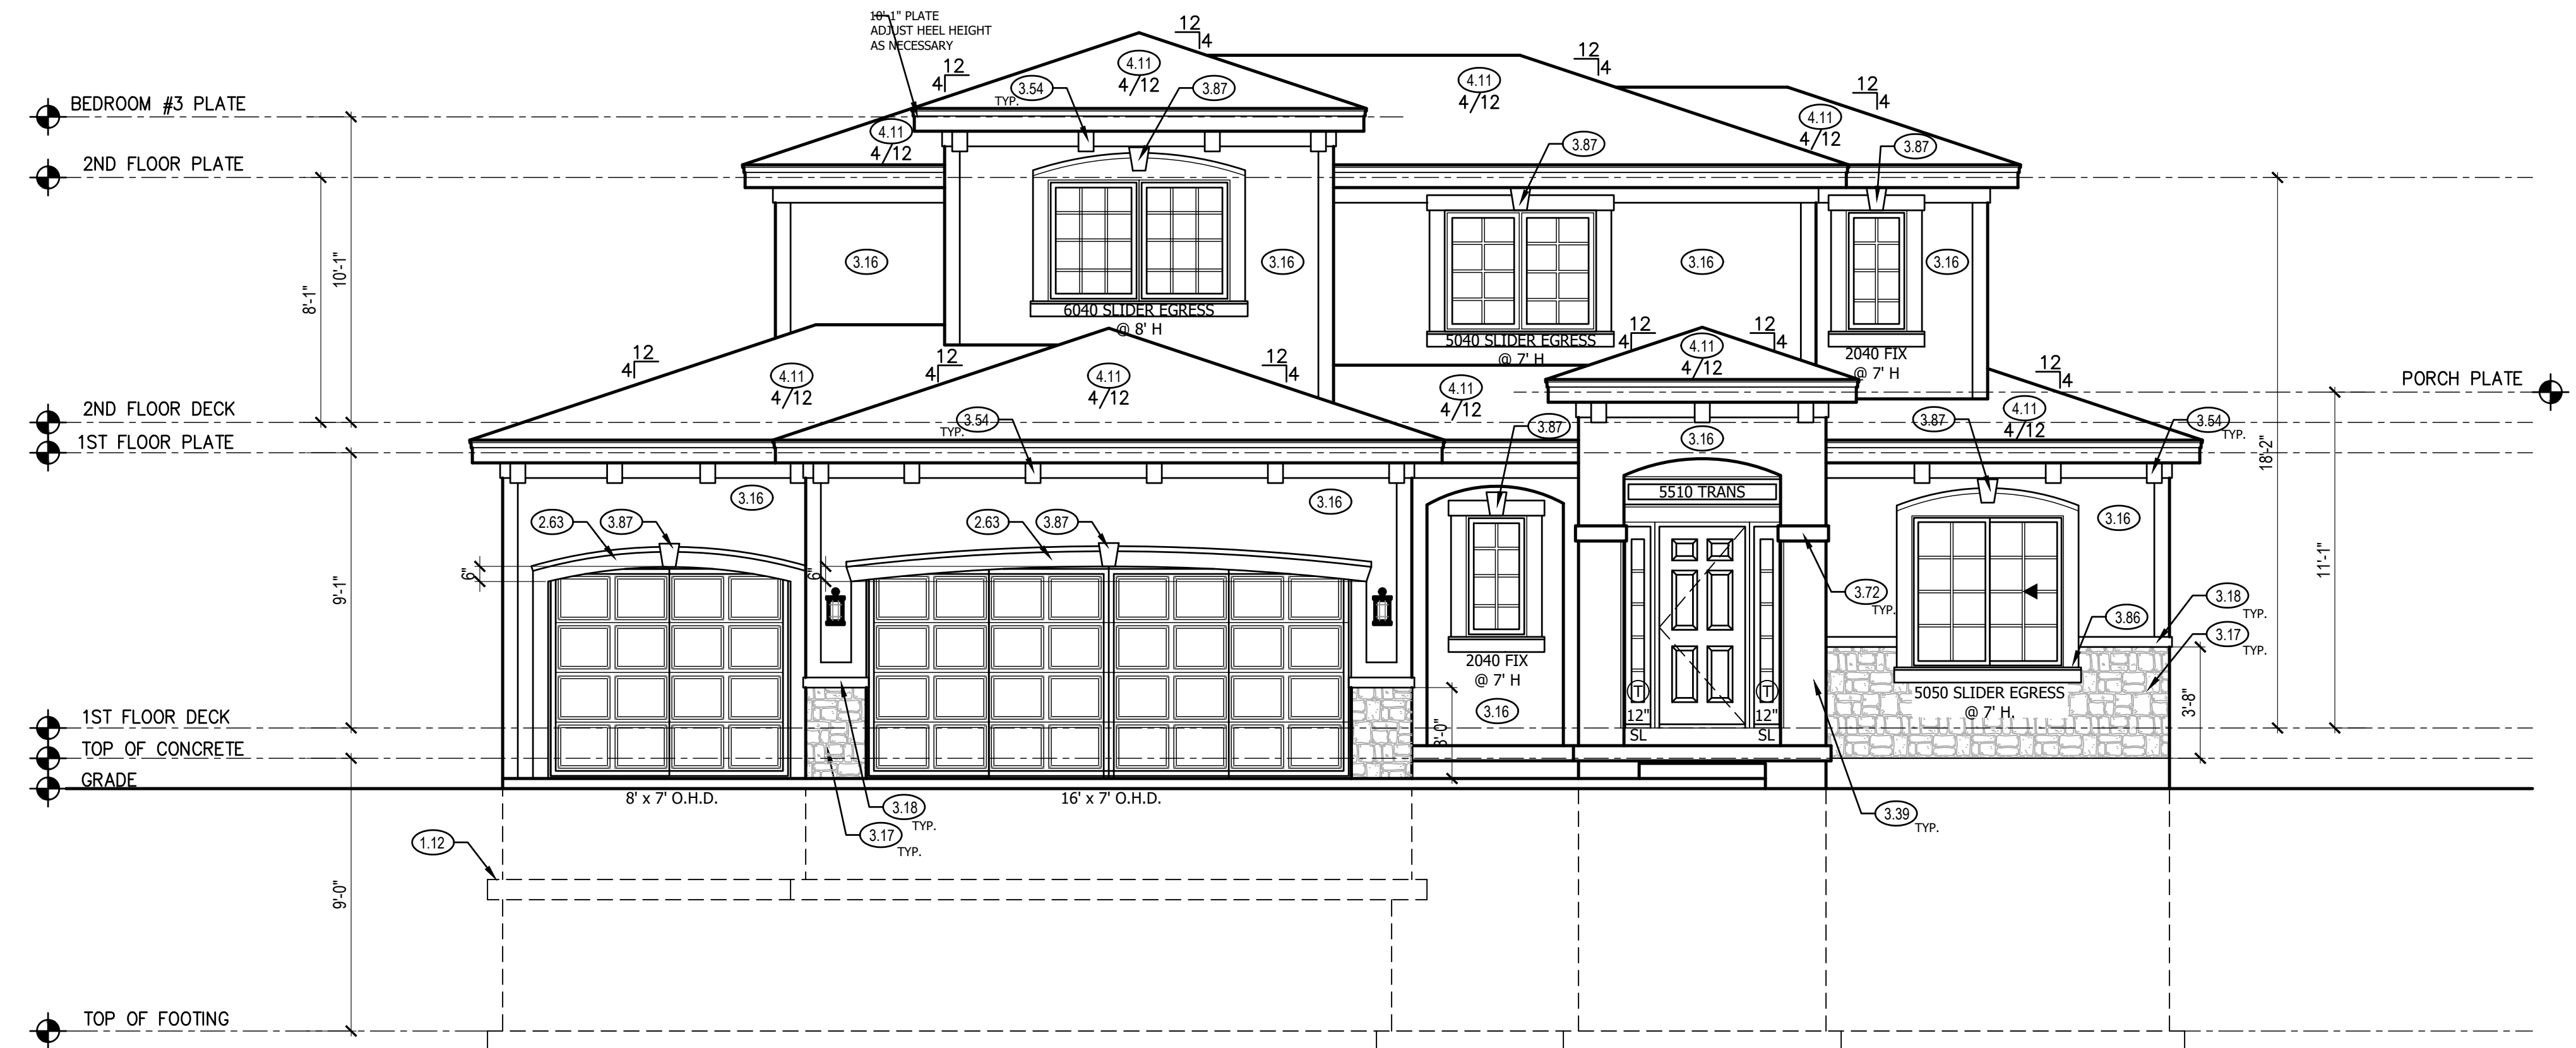 10'-1" PLATE
ADJUST HEEL HEIGHT
AS NECESSARY
12
4
12
4
12
4
12
4
4.11
4/12
3.54
TYP.
3.87
4.11
4/12
4.11
4/12
4.11
4/12
3.87
3.87
BEDROOM #3 PLATE
2ND FLOOR PLATE
8'-1"
10'-1"
3.16
3.16
3.16
3.16
6040 SLIDER EGRESS
@ 8' H
5040 SLIDER EGRESS
@ 7' H
2040 FIX
@ 7' H
12
4
12
4
12
4
12
4
12
4
12
4
4.11
4/12
4.11
4/12
4.11
4/12
4.11
4/12
4.11
4/12
PORCH PLATE
2ND FLOOR DECK
1ST FLOOR PLATE
3.54
TYP.
3.87
3.16
3.87
3.54
TYP.
18'-2"
11'-1"
9'-1"
3.16
3.16
5510 TRANS
3.16
2.63
3.87
2.63
3.87
6"
6"
3.72
TYP.
3.18
TYP.
3.86
3.17
TYP.
2040 FIX
@ 7' H
3.16
T
12"
SL
T
12"
SL
5050 SLIDER EGRESS
@ 7' H.
3'-8"
3'-0"
1ST FLOOR DECK
TOP OF CONCRETE
GRADE
8' x 7' O.H.D.
16' x 7' O.H.D.
3.18
TYP.
3.17
TYP.
3.39
TYP.
1.12
9'-0"
TOP OF FOOTING